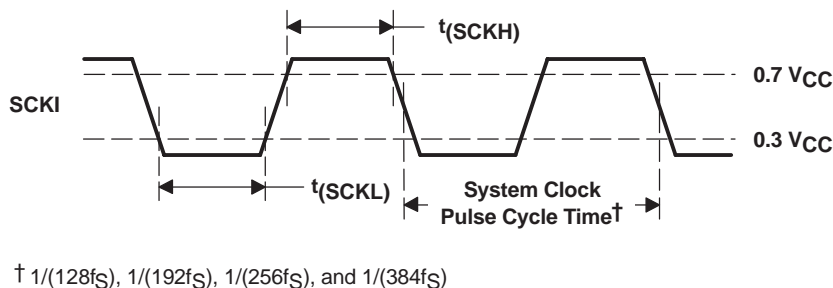 t(SCKH)
0.7 VCC
SCKI
0.3 VCC
t(SCKL)
System Clock
Pulse Cycle Time†
† 1/(128fS), 1/(192fS), 1/(256fS), and 1/(384fS)